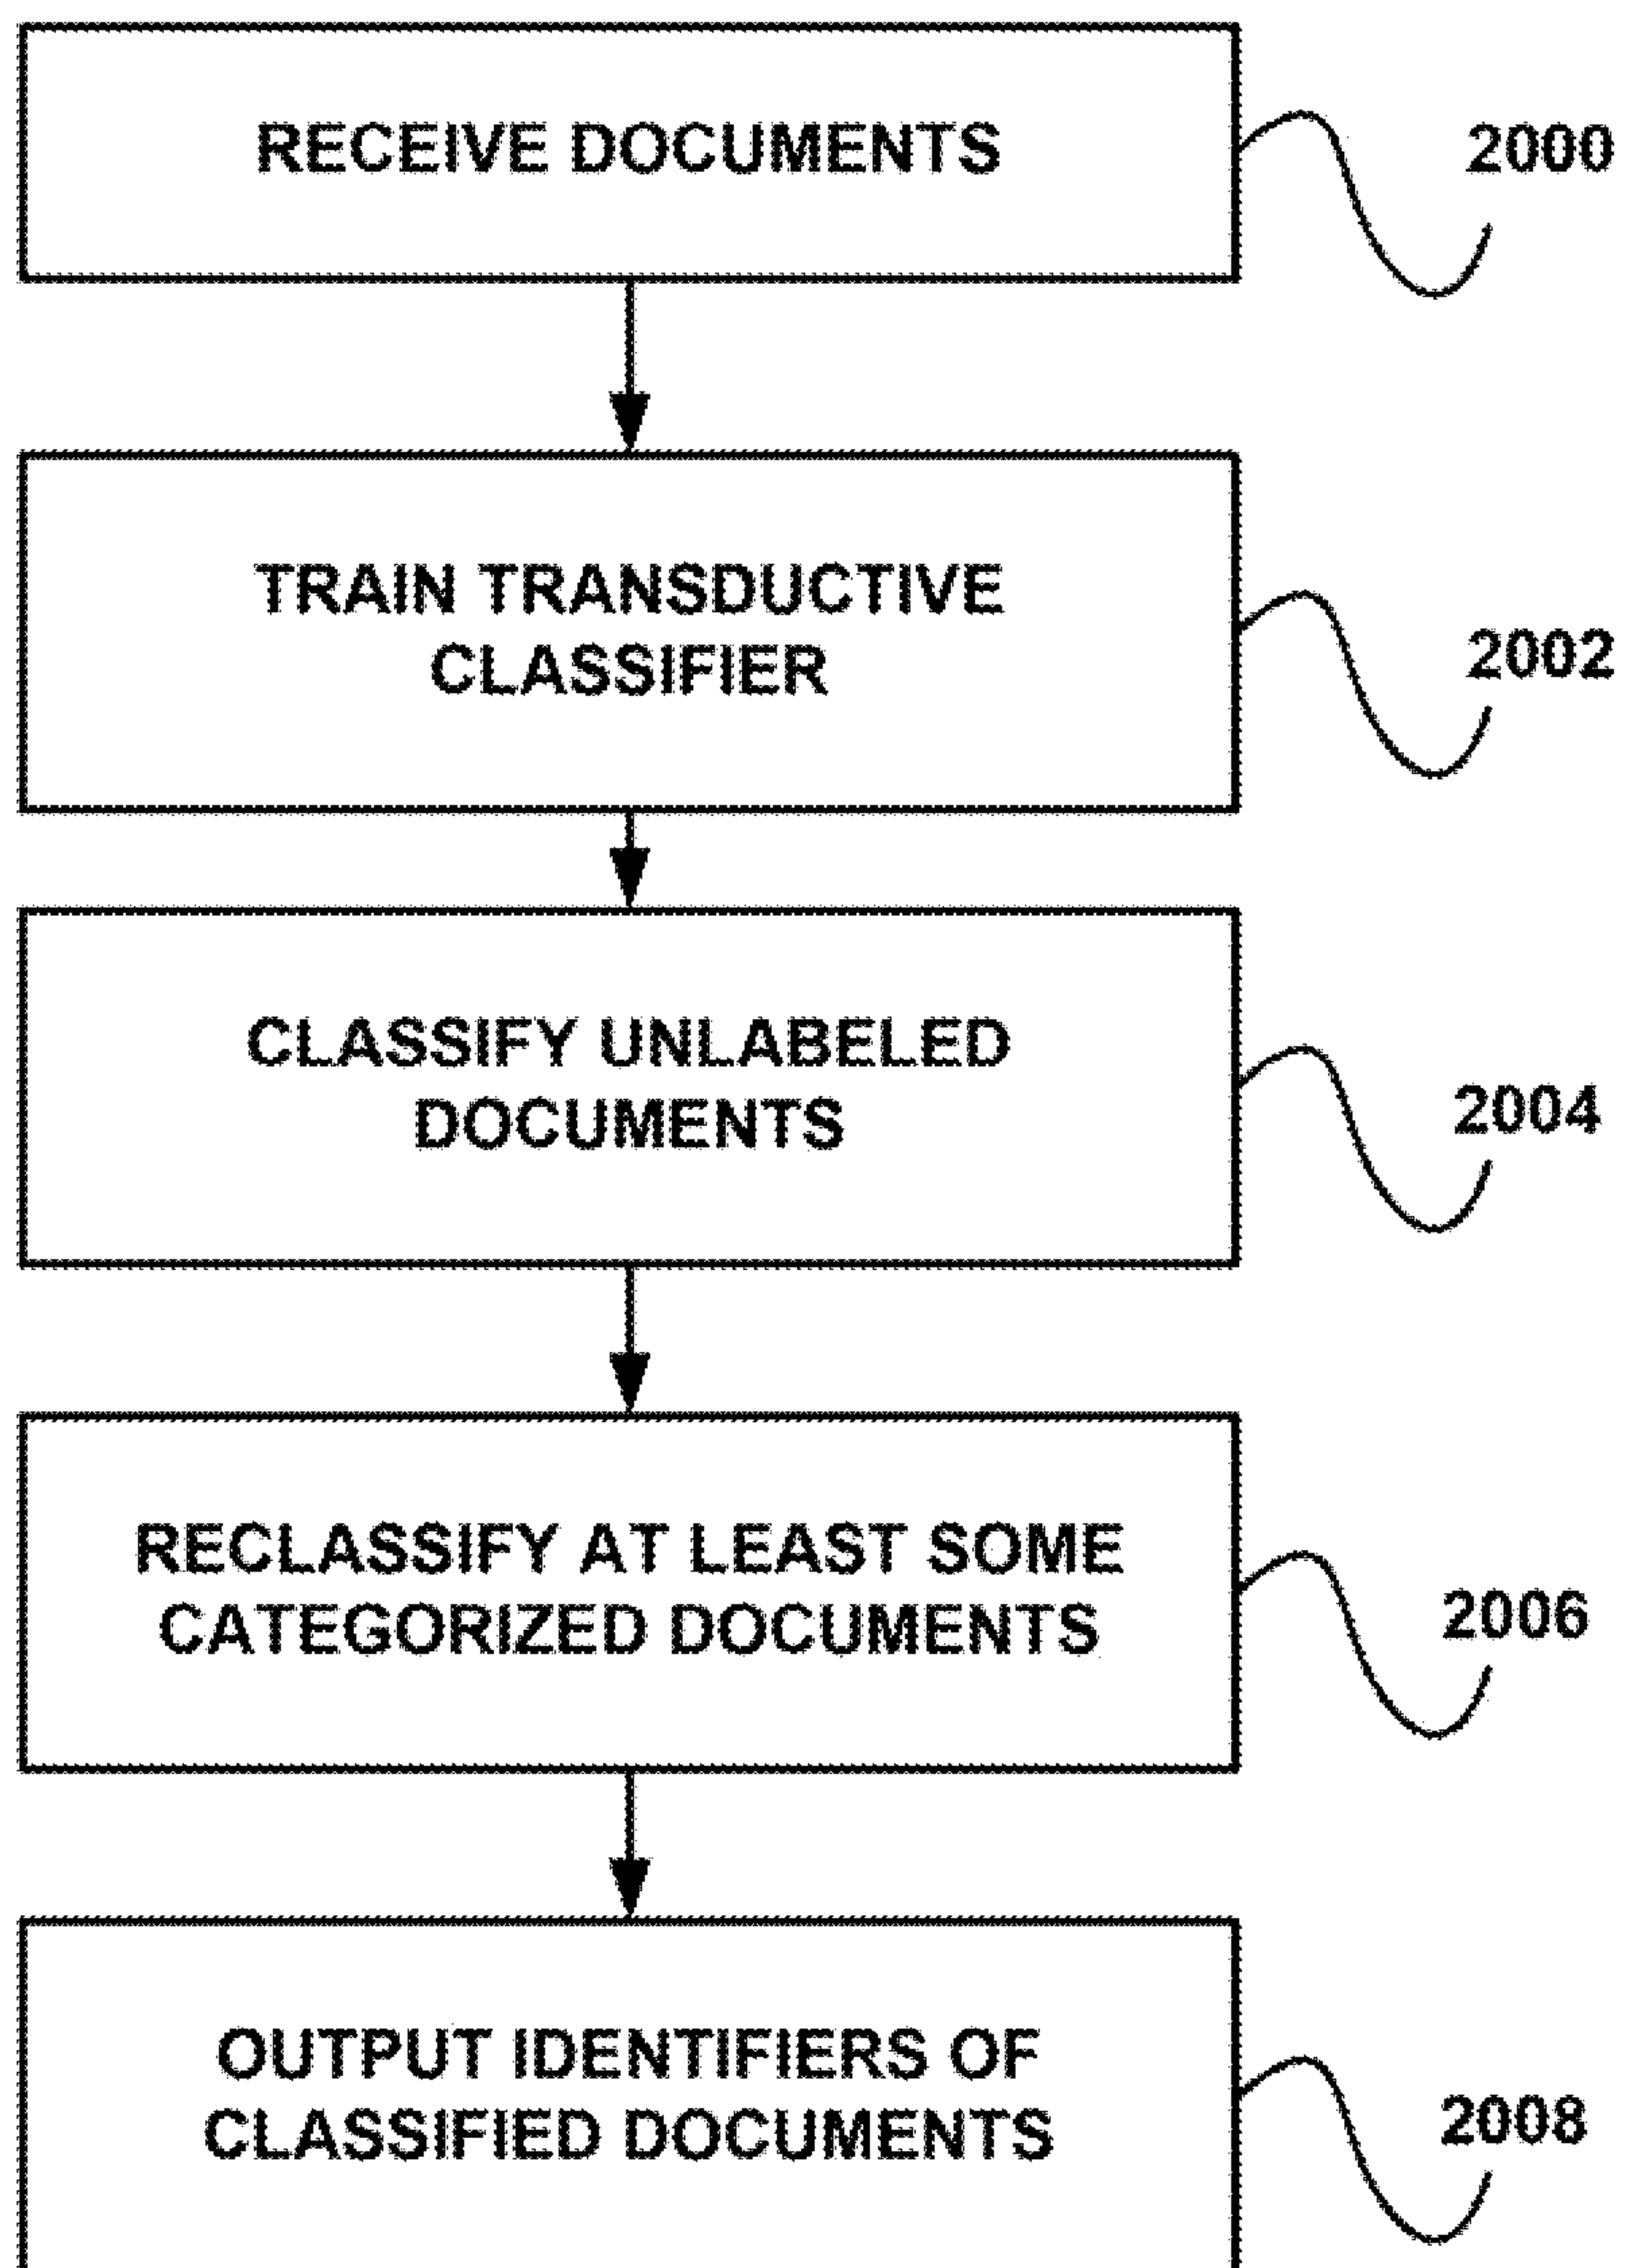 RECEIVE DOCUMENTS
2000
TRAIN TRANSDUCTIVE
CLASSIFIER
2002
CLASSIFY UNLABELED
DOCUMENTS
2004
RECLASSIFY AT LEAST SOME
CATEGORIZED DOCUMENTS
2006
OUTPUT IDENTIFIERS OF
CLASSIFIED DOCUMENTS
2008